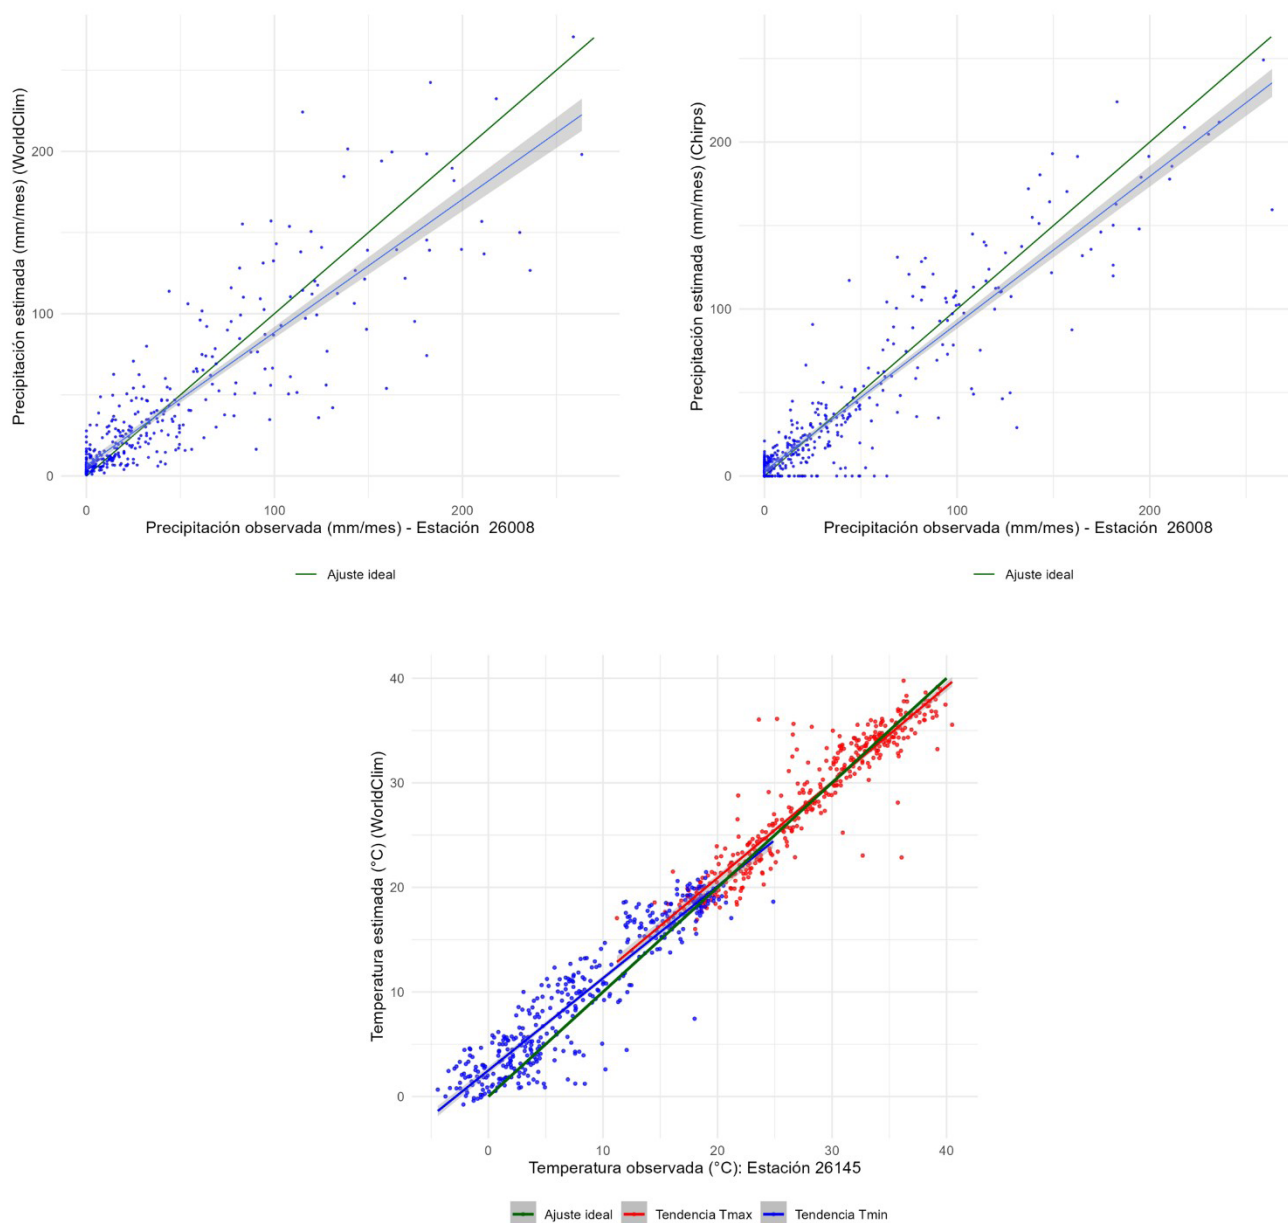 Precipitación estimada (mm/mes) (WorldClim)
200
100
0
0 100 200
Precipitación observada (mm/mes) - Estación 26008
Ajuste ideal
Precipitación estimada (mm/mes) (Chirps)
200
100
0
0 100 200
Precipitación observada (mm/mes) - Estación 26008
Ajuste ideal
Temperatura estimada (°C) (WorldClim)
40
30
20
10
0
0 10 20 30 40
Temperatura observada (°C): Estación 26145
Ajuste ideal Tendencia Tmax Tendencia Tmin